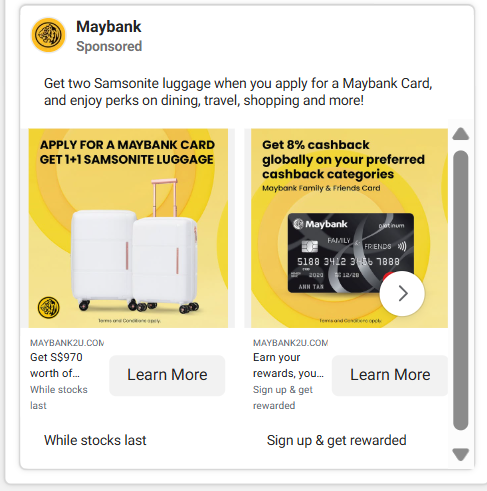 Maybank
Sponsored
Get two Samsonite luggage when you apply for a Maybank Card,
and enjoy perks on dining, travel, shopping and more!
APPLY FOR A MAYBANK CARD
GET 1+1 SAMSONITE LUGGAGE
Terms and Conditions apply.
MAYBANK2U.COM
Get S$970
worth of...
While stocks
last
Learn More
While stocks last
Get 8% cashback
globally on your preferred
cashback categories
Maybank Family & Friends Card
Maybank
platinum
FAMILY & FRIENDS
5188 3412 3456 7888
2020
12/28
ANN TAN
Terms and Conditions apply.
MAYBANK2U.COM
Earn your
rewards, you...
Sign up & get
rewarded
Learn More
Sign up & get rewarded